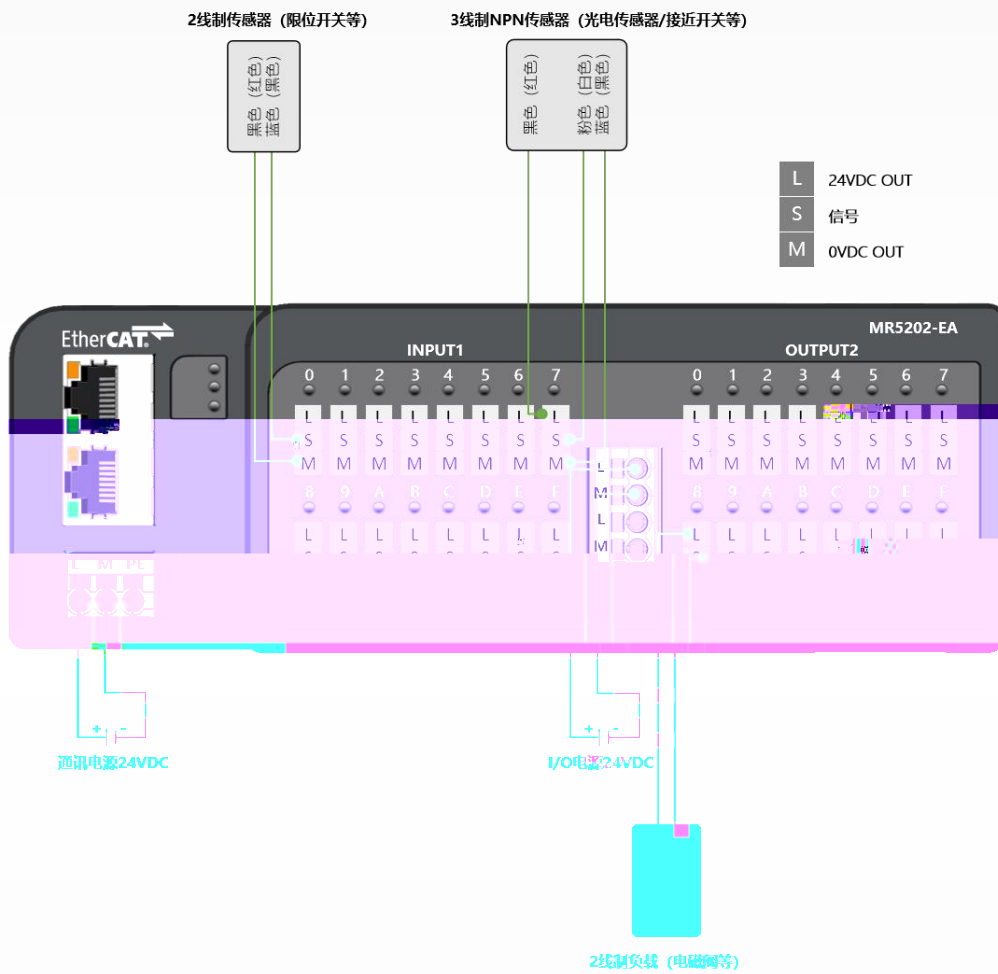 2线制传感器（限位开关等）
3线制NPN传感器（光电传感器/接近开关等）
黑色（红色）
蓝色（黑色）
黑色（红色）
粉色（白色）
蓝色（黑色）
L 24VDC OUT
S 信号
M 0VDC OUT
EtherCAT
MR5202-EA
INPUT1
OUTPUT2
0 1 2 3 4 5 6 7
0 1 2 3 4 5 6 7
L L L L L L L L
L L L L L L L L
S S S S S S S S
S S S S S S S S
M M M M M M M M
M M M M M M M M
L
M
L
M
8 9 A B C D E F
8 9 A B C D E F
L L L L L L L L
L L L L L L L L
L M PE
+ -
通讯电源24VDC
+ -
I/O电源24VDC
2线制负载（电磁阀等）